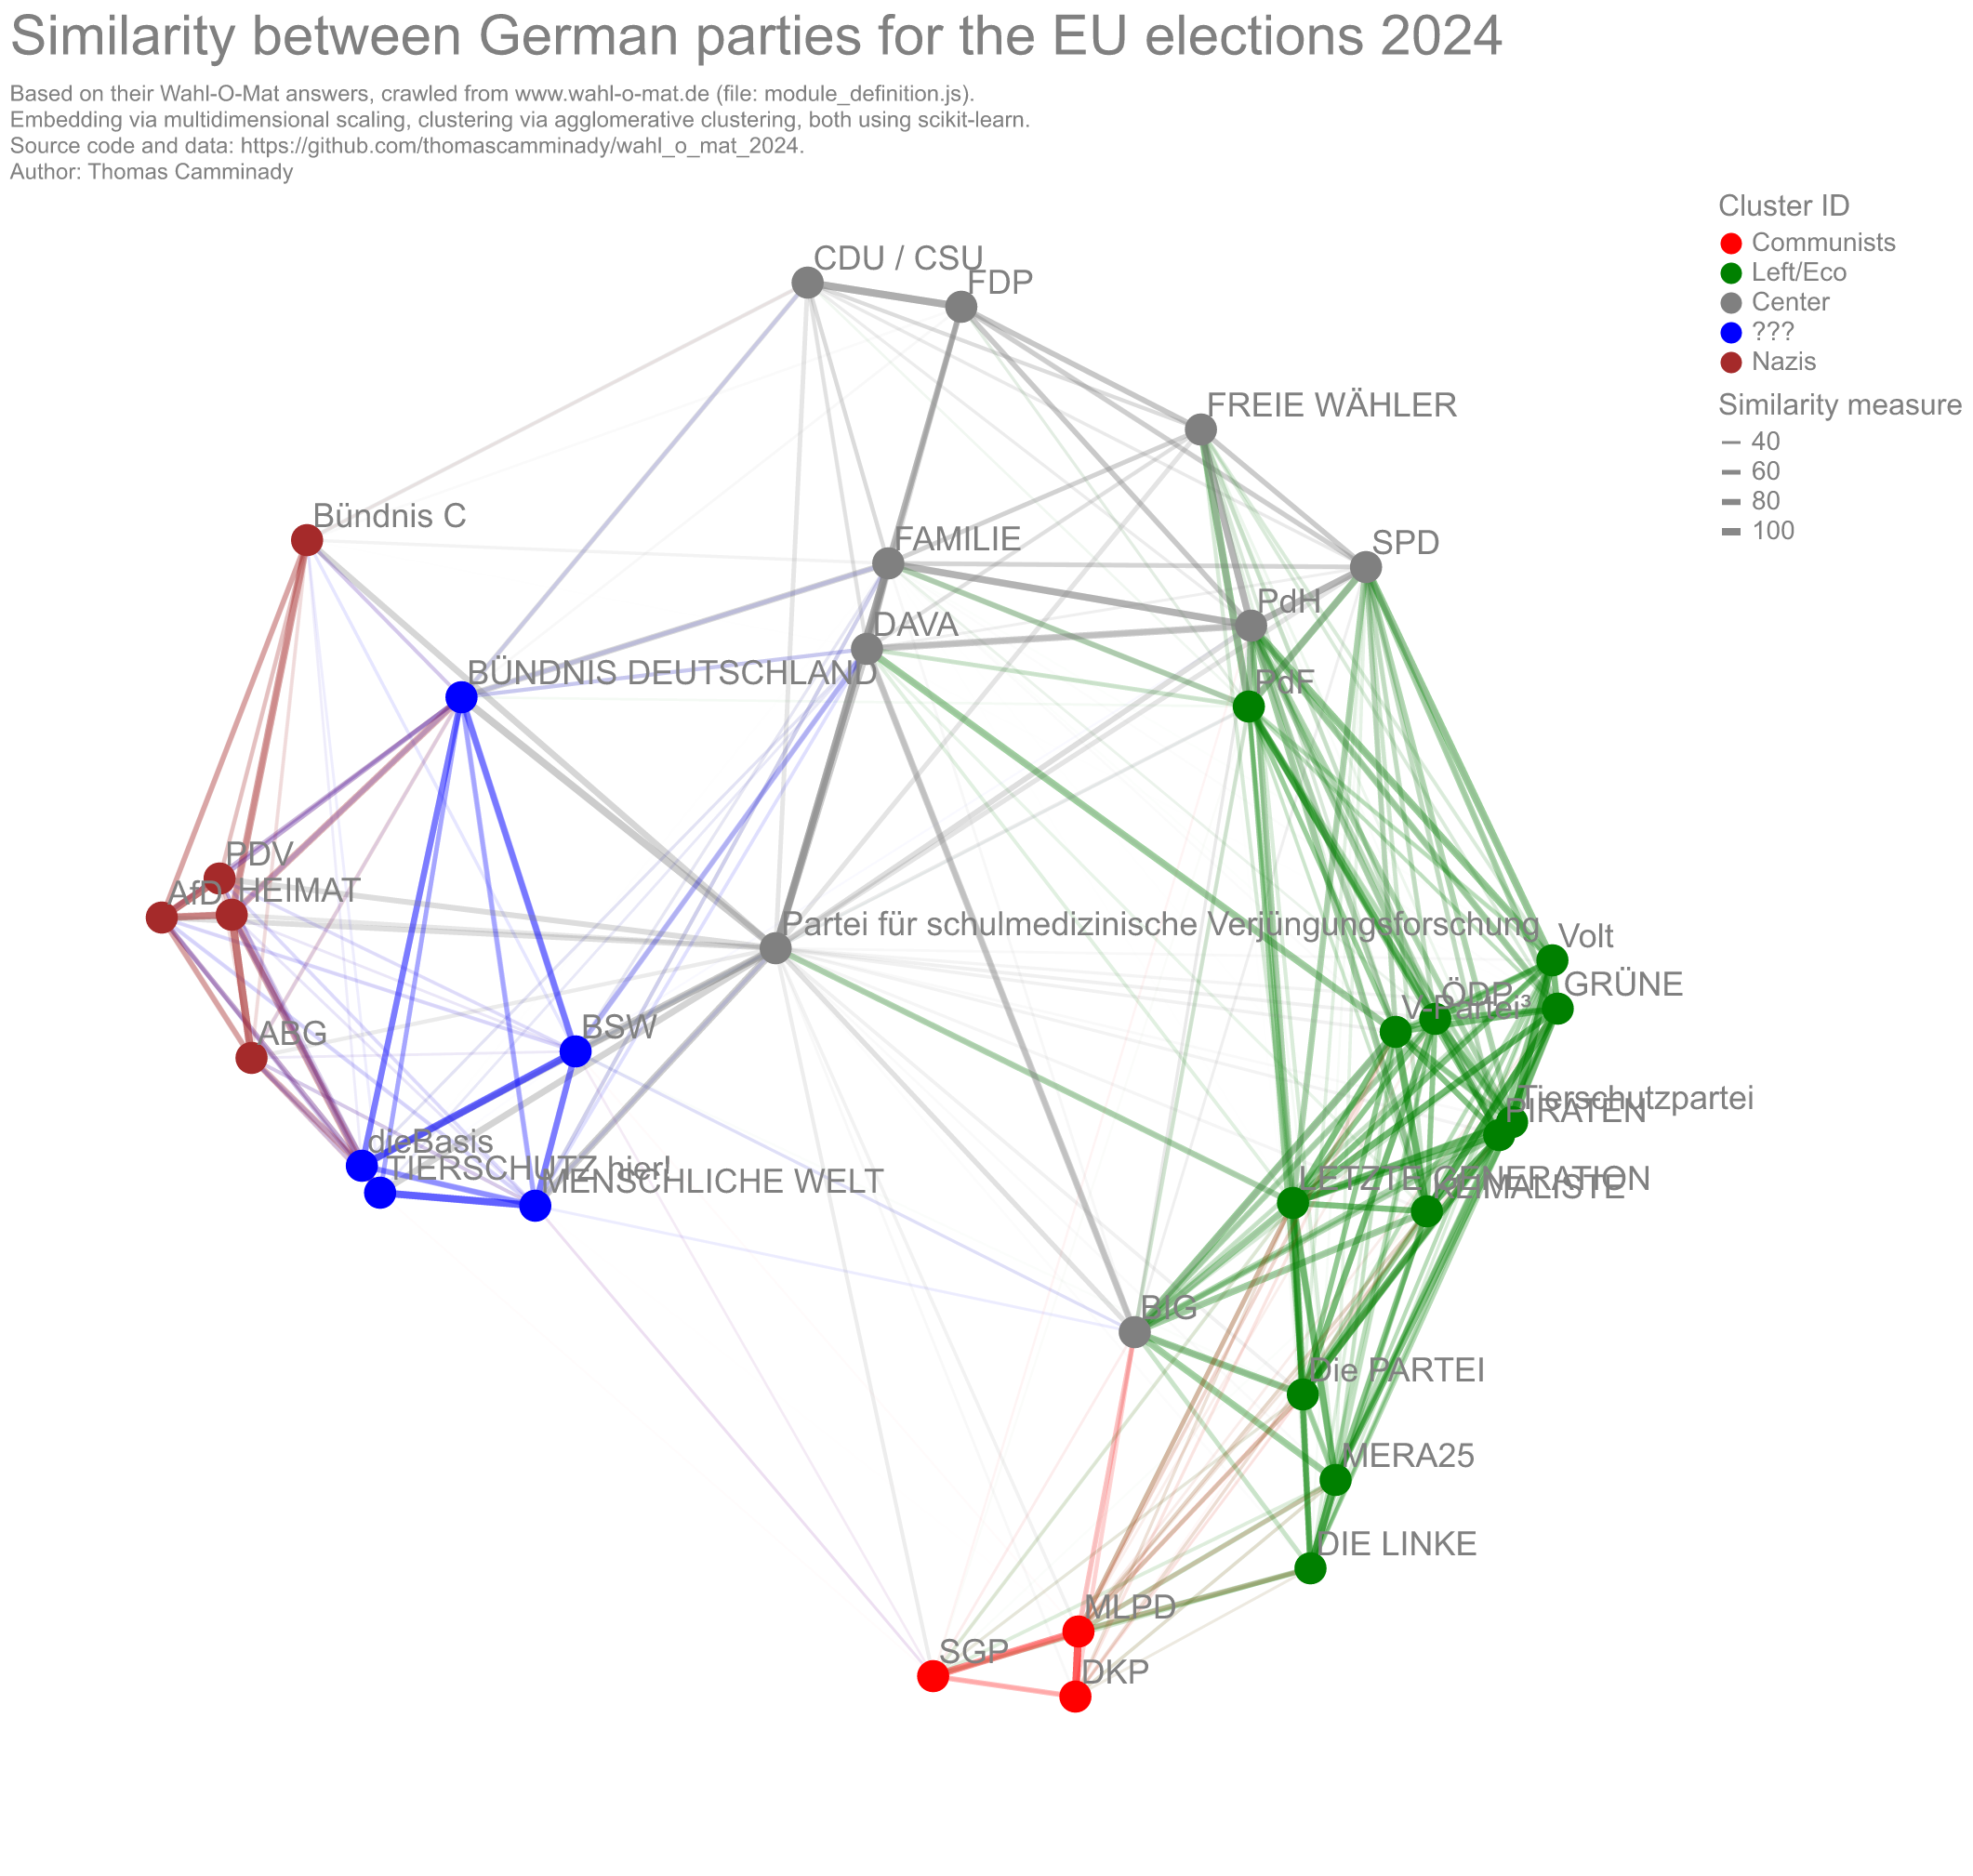 Similarity between German parties for the EU elections 2024
Based on their Wahl-O-Mat answers, crawled from www.wahl-o-mat.de (file: module_definition.js).
Embedding via multidimensional scaling, clustering via agglomerative clustering, both using scikit-learn.
Source code and data: https://github.com/thomascamminady/wahl_o_mat_2024.
Author: Thomas Camminady
Cluster ID
Communists
Left/Eco
Center
???
Nazis
Similarity measure
40
60
80
100
CDU / CSU
FDP
FREIE WÄHLER
Bündnis C
FAMILIE
SPD
PdH
DAVA
BÜNDNIS DEUTSCHLAND
PdF
PDV
AfD
HEIMAT
Partei für schulmedizinische Verjüngungsforschung
Volt
GRÜNE
ÖDP
V-Partei³
BSW
ABG
Tierschutzpartei
PIRATEN
dieBasis
TIERSCHUTZ hier!
MENSCHLICHE WELT
LETZTE GENERATION
KLIMALISTE
BIG
Die PARTEI
MERA25
DIE LINKE
MLPD
SGP
DKP